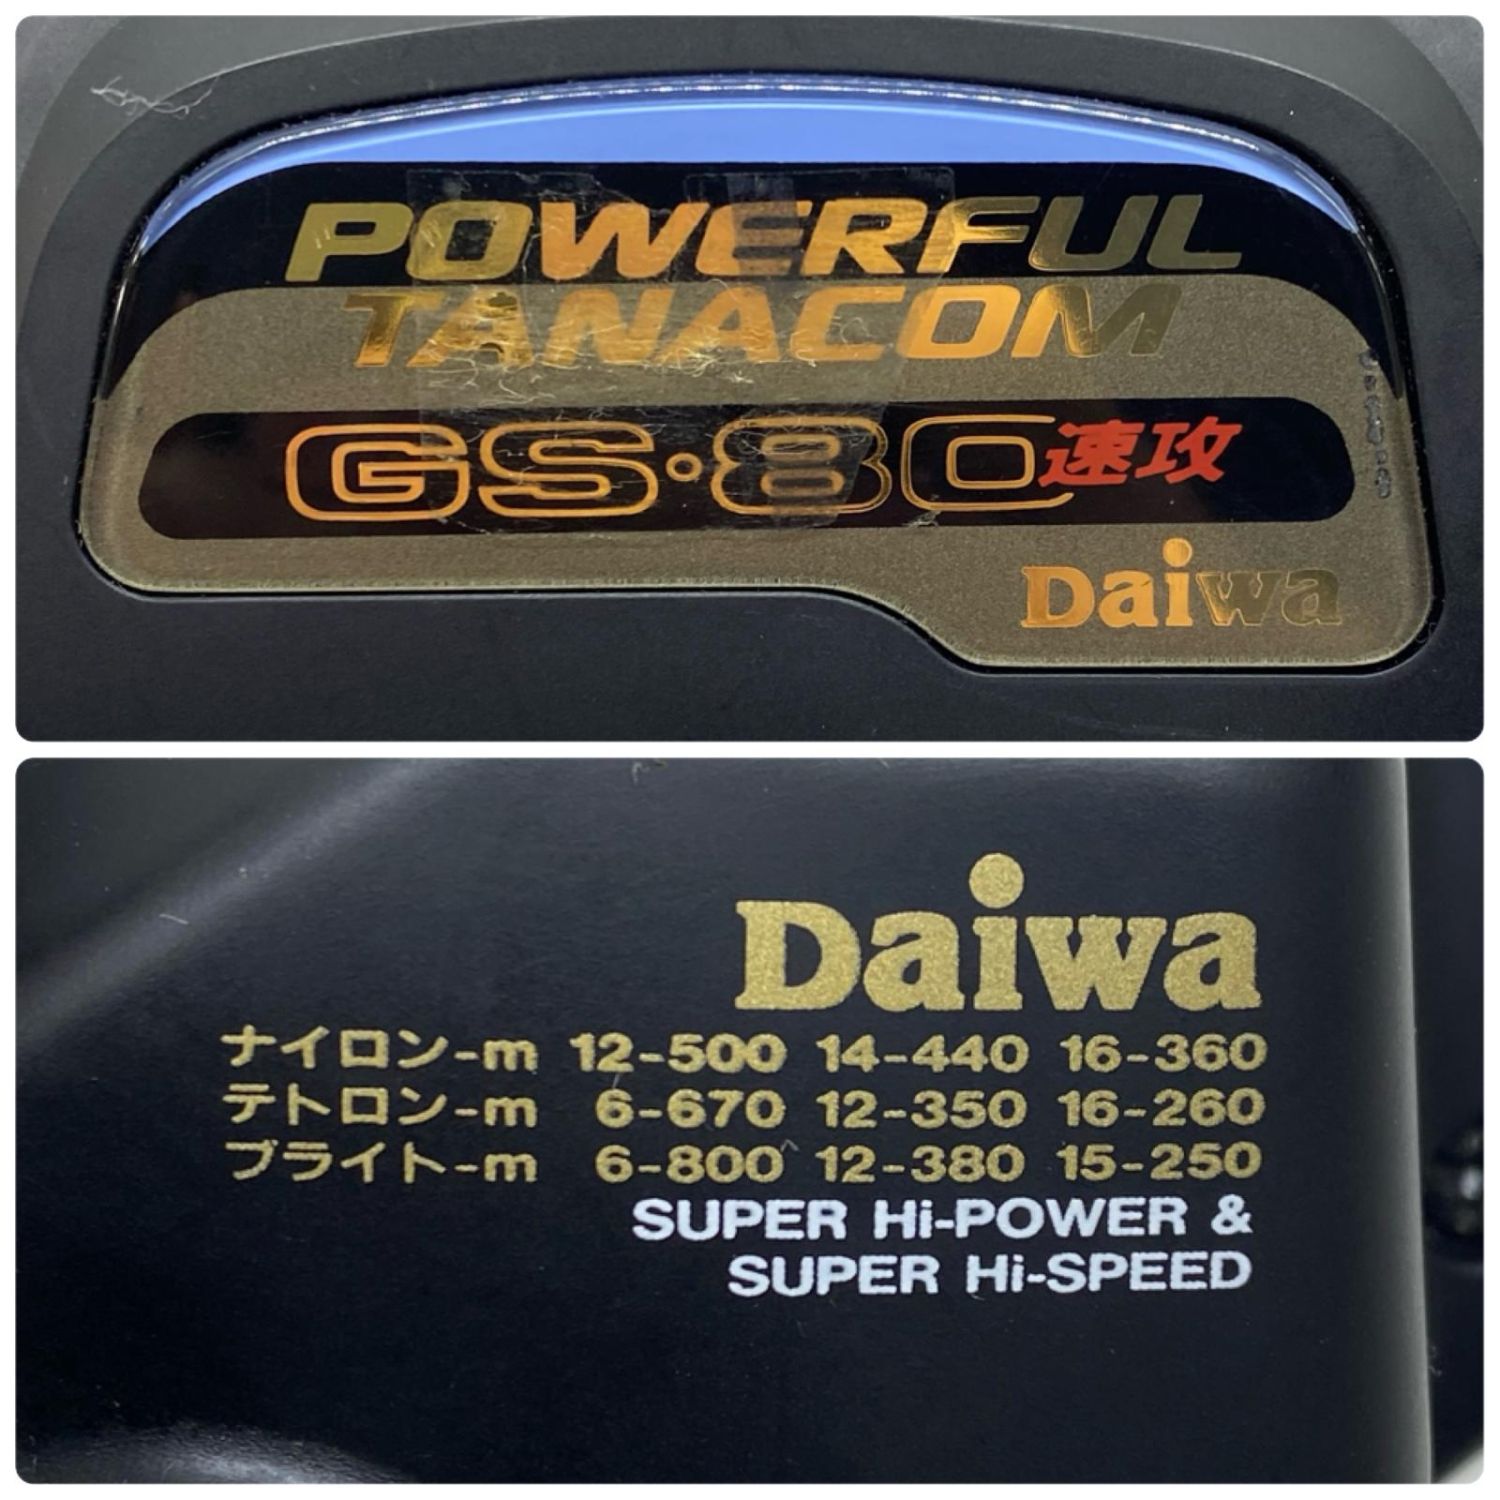 POWERFUL
TANACOM
GS・80速攻
Daiwa
Daiwa
ナイロン-m 12-500 14-440 16-360
テトロン-m 6-670 12-350 16-260
ブライト-m 6-800 12-380 15-250
SUPER Hi-POWER &
SUPER Hi-SPEED